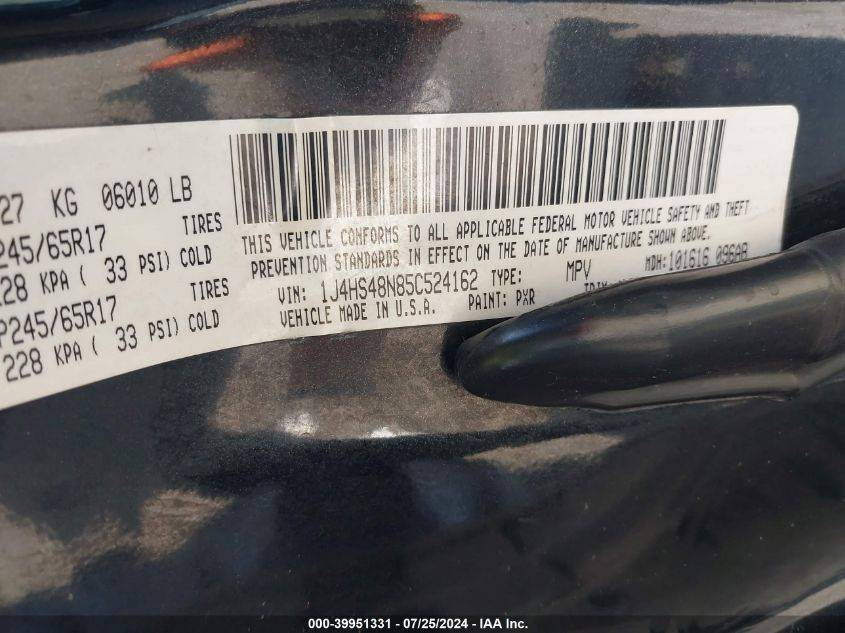 27 KG 06010 LB
TIRES
P245/65R17
228 KPA ( 33 PSI) COLD
TIRES
P245/65R17
228 KPA ( 33 PSI) COLD
THIS VEHICLE CONFORMS TO ALL APPLICABLE FEDERAL MOTOR VEHICLE SAFETY AND THEFT
PREVENTION STANDARDS IN EFFECT ON THE DATE OF MANUFACTURE SHOWN ABOVE.
VIN: 1J4HS48N85C524162 TYPE: MPV MDH:101616 096AB
VEHICLE MADE IN U.S.A. PAINT: PXR
000-39951331 - 07/25/2024 - IAA Inc.